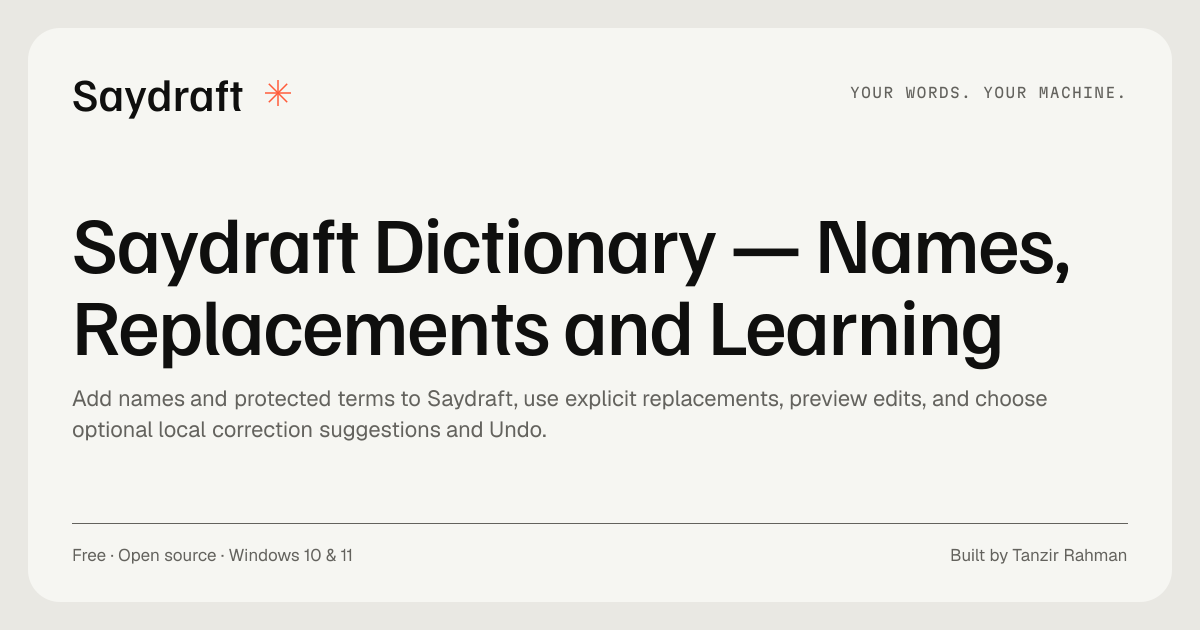 Saydraft
YOUR WORDS. YOUR MACHINE.
Saydraft Dictionary — Names,
Replacements and Learning
Add names and protected terms to Saydraft, use explicit replacements, preview edits, and choose
optional local correction suggestions and Undo.
Free · Open source · Windows 10 & 11
Built by Tanzir Rahman